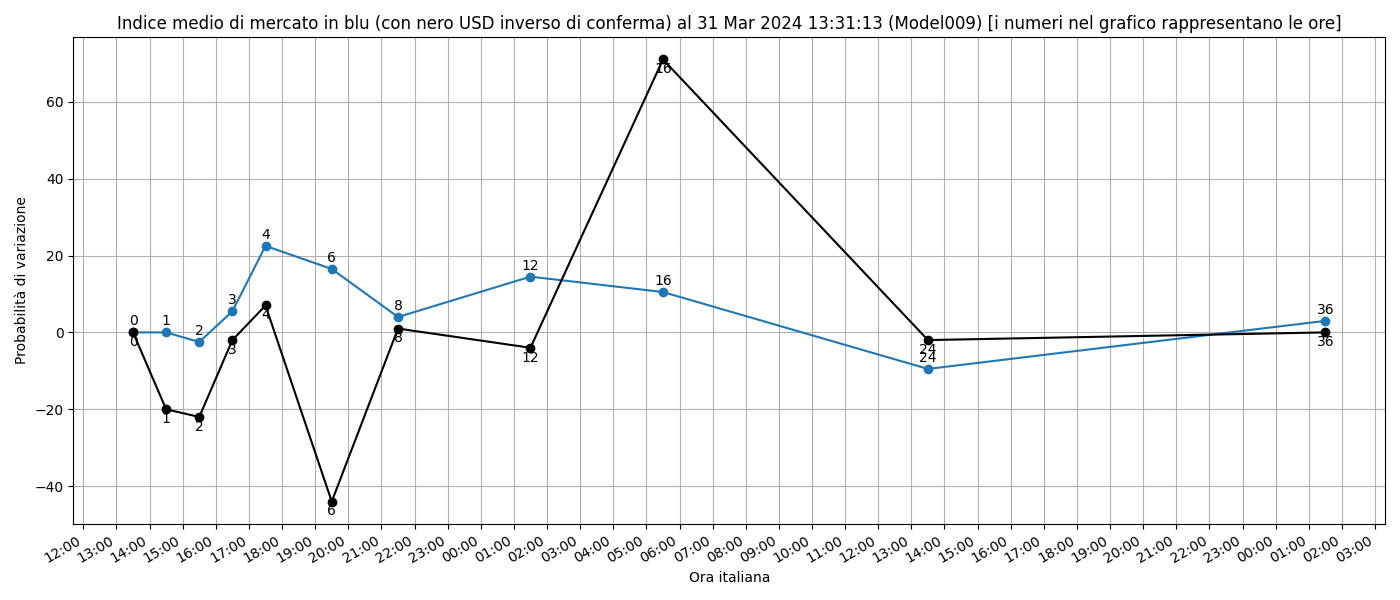 Indice medio di mercato in blu (con nero USD inverso di conferma) al 31 Mar 2024 13:31:13 (Model009) [i numeri nel grafico rappresentano le ore]
Probabilità di variazione
60
40
20
0
−20
−40
0 1 2 3 4 6 8 12 16 24 36
0 1 2 3 4 6 8 12 16 24 36
12:00 13:00 14:00 15:00 16:00 17:00 18:00 19:00 20:00 21:00 22:00 23:00 00:00 01:00 02:00 03:00 04:00 05:00 06:00 07:00 08:00 09:00 10:00 11:00 12:00 13:00 14:00 15:00 16:00 17:00 18:00 19:00 20:00 21:00 22:00 23:00 00:00 01:00 02:00 03:00
Ora italiana